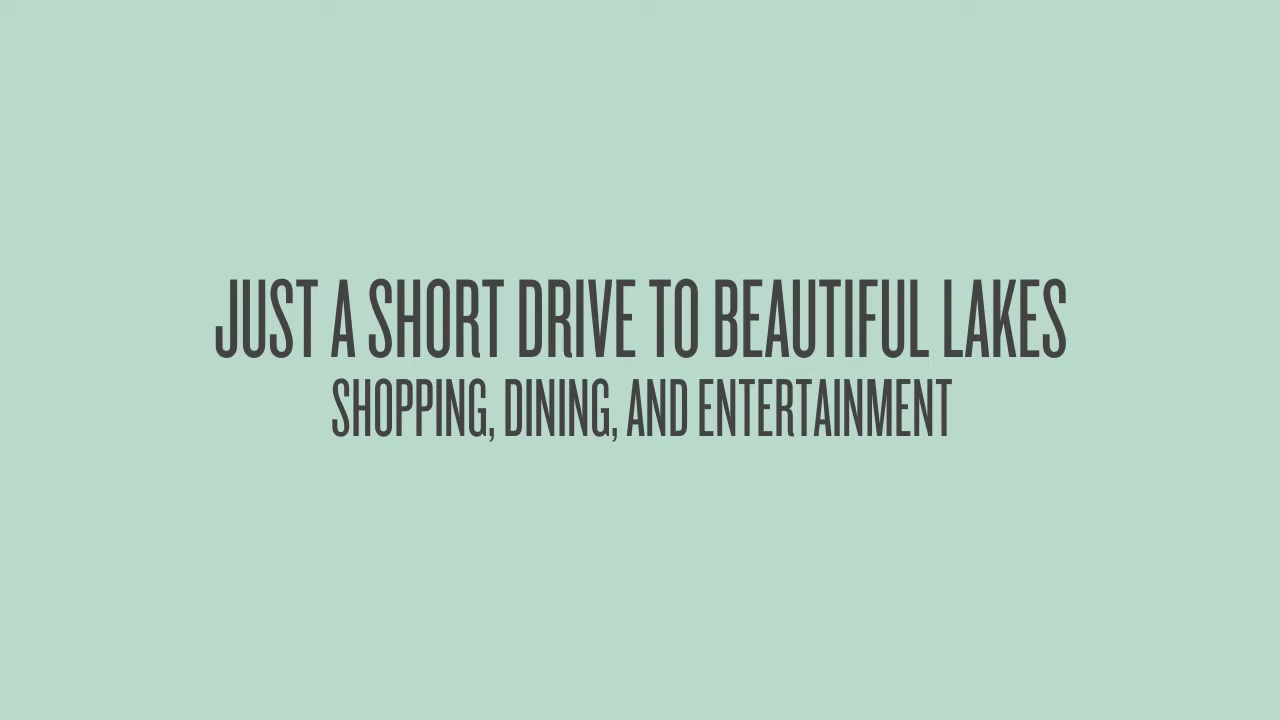 JUST A SHORT DRIVE TO BEAUTIFUL LAKES
SHOPPING, DINING, AND ENTERTAINMENT